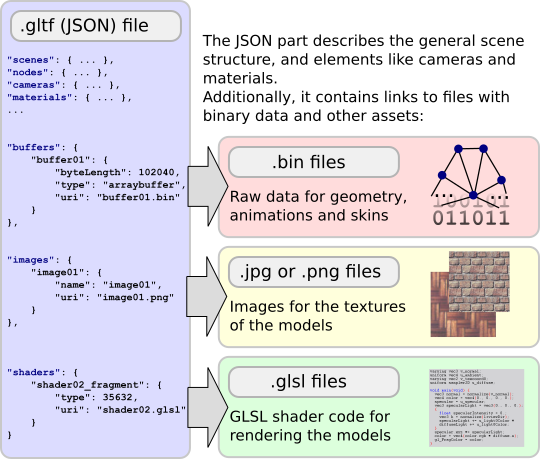 .gltf (JSON) file
"scenes": { ... },
"nodes": { ... },
"cameras": { ... },
"materials": { ... },
...
"buffers": {
"buffer01": {
"byteLength": 102040,
"type": "arraybuffer",
"uri": "buffer01.bin"
}
},
"images": {
"image01": {
"name": "image01",
"uri": "image01.png"
}
},
"shaders": {
"shader02_fragment": {
"type": 35632,
"uri": "shader02.glsl"
}
}
The JSON part describes the general scene
structure, and elements like cameras and
materials.
Additionally, it contains links to files with
binary data and other assets:
.bin files
Raw data for geometry,
animations and skins
100101
011011
.jpg or .png files
Images for the textures
of the models
.glsl files
GLSL shader code for
rendering the models
void main(void) {